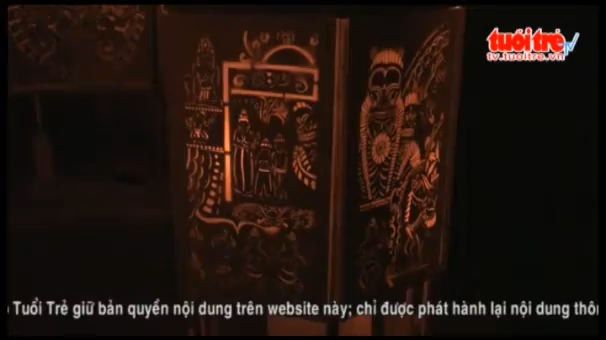 tuổi trẻ TV
tv.tuoitre.vn
Tuổi Trẻ giữ bản quyền nội dung trên website này; chỉ được phát hành lại nội dung